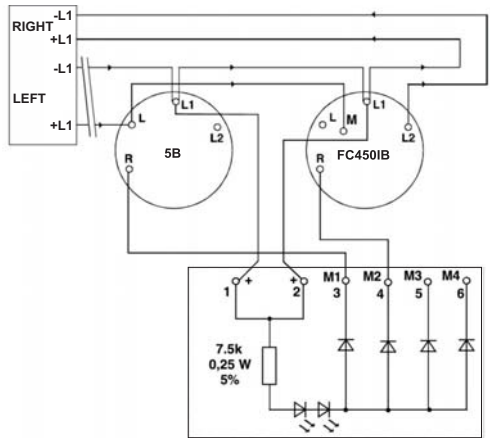 -L1
RIGHT
+L1
-L1
LEFT
+L1
L
L1
L2
5B
R
L
M
L1
L2
FC450IB
R
+
+
M1
M2
M3
M4
1
2
3
4
5
6
7.5k
0,25 W
5%